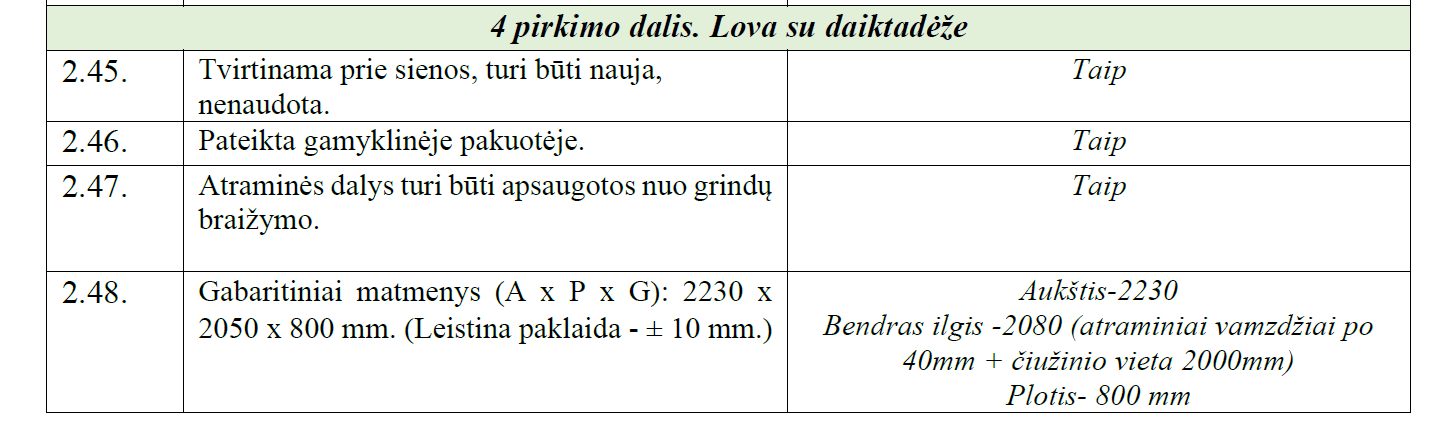 4 pirkimo dalis. Lova su daiktadėže
2.45.
Tvirtinama prie sienos, turi būti nauja,
nenaudota.
Taip
2.46.
Pateikta gamyklinėje pakuotėje.
Taip
2.47.
Atraminės dalys turi būti apsaugotos nuo grindų
braižymo.
Taip
2.48.
Gabaritiniai matmenys (A x P x G): 2230 x
2050 x 800 mm. (Leistina paklaida - ± 10 mm.)
Aukštis-2230
Bendras ilgis -2080 (atraminiai vamzdžiai po
40mm + čiužinio vieta 2000mm)
Plotis- 800 mm